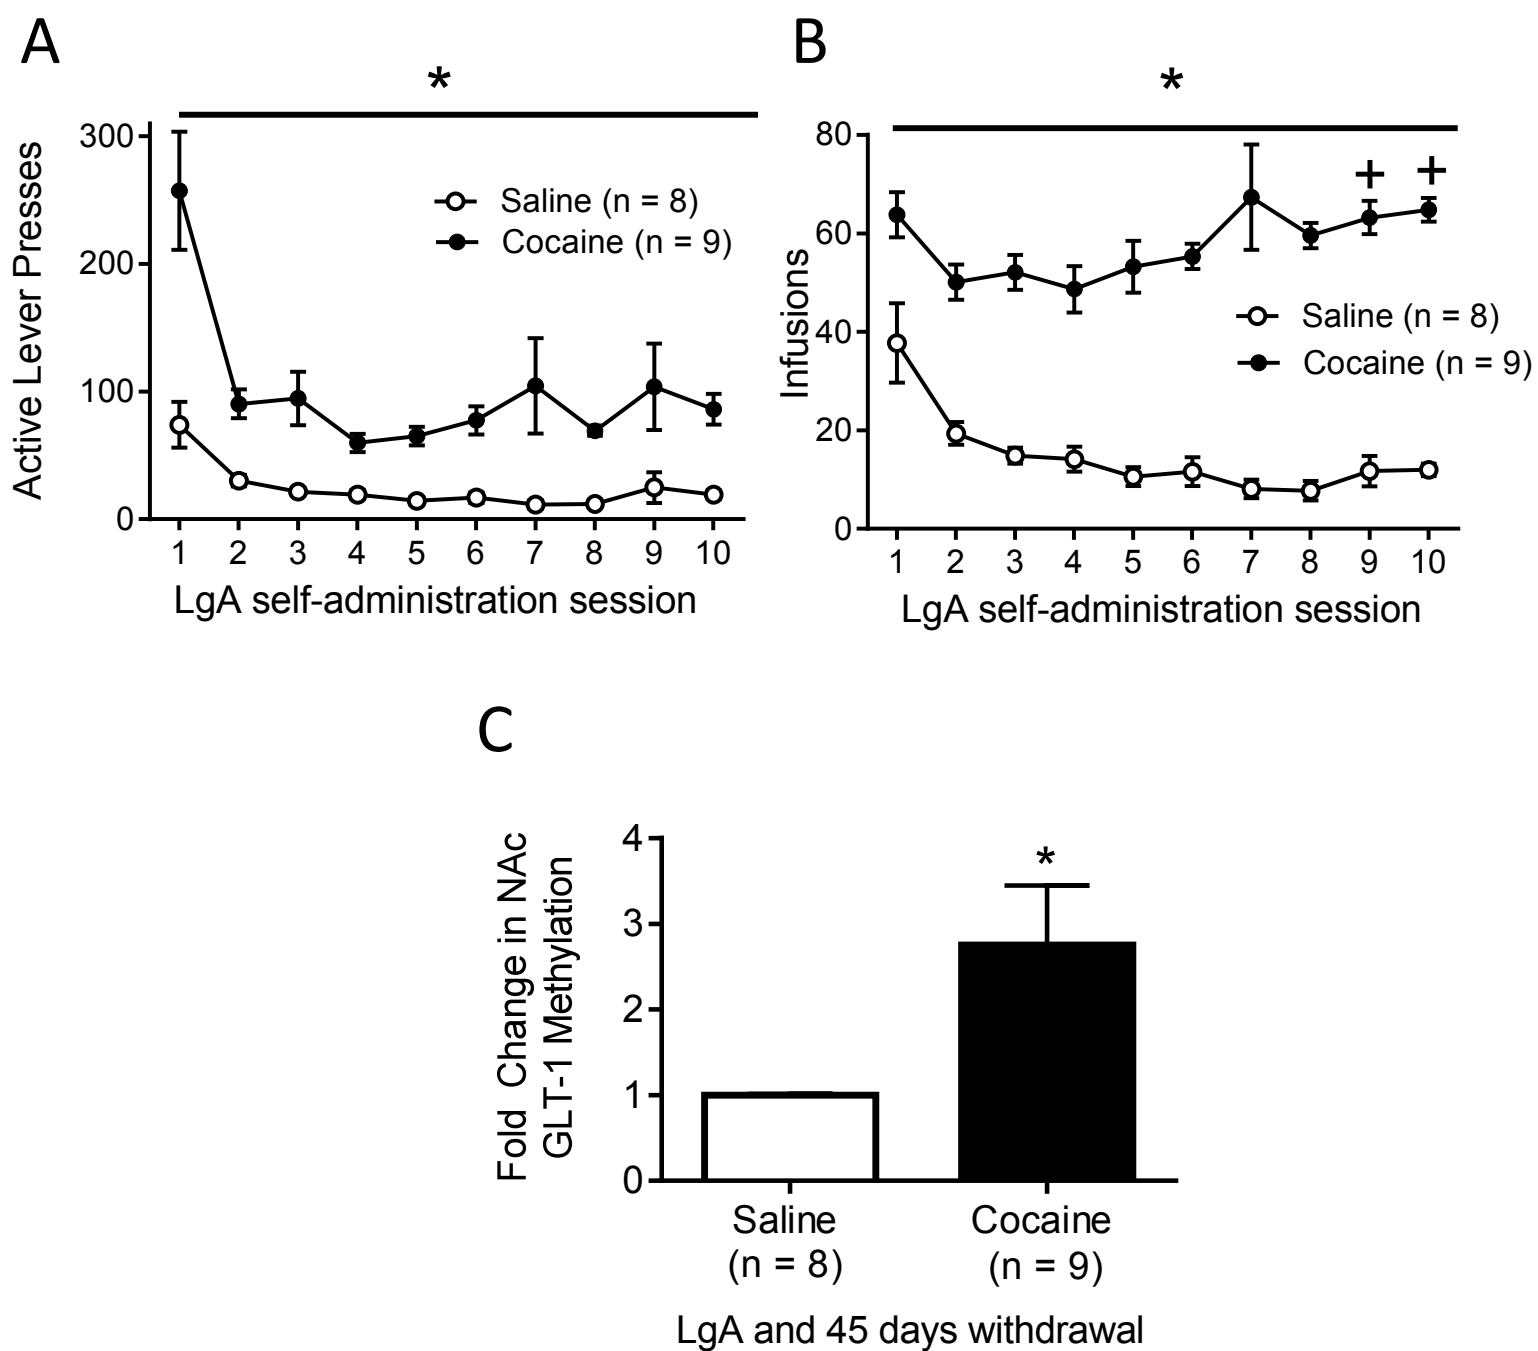 A
*
300
200
100
0
Active Lever Presses
Saline (n = 8)
Cocaine (n = 9)
1 2 3 4 5 6 7 8 9 10
LgA self-administration session
B
*
+ +
80
60
40
20
0
Infusions
Saline (n = 8)
Cocaine (n = 9)
1 2 3 4 5 6 7 8 9 10
LgA self-administration session
C
*
4
3
2
1
0
Fold Change in NAc
GLT-1 Methylation
Saline
(n = 8)
Cocaine
(n = 9)
LgA and 45 days withdrawal